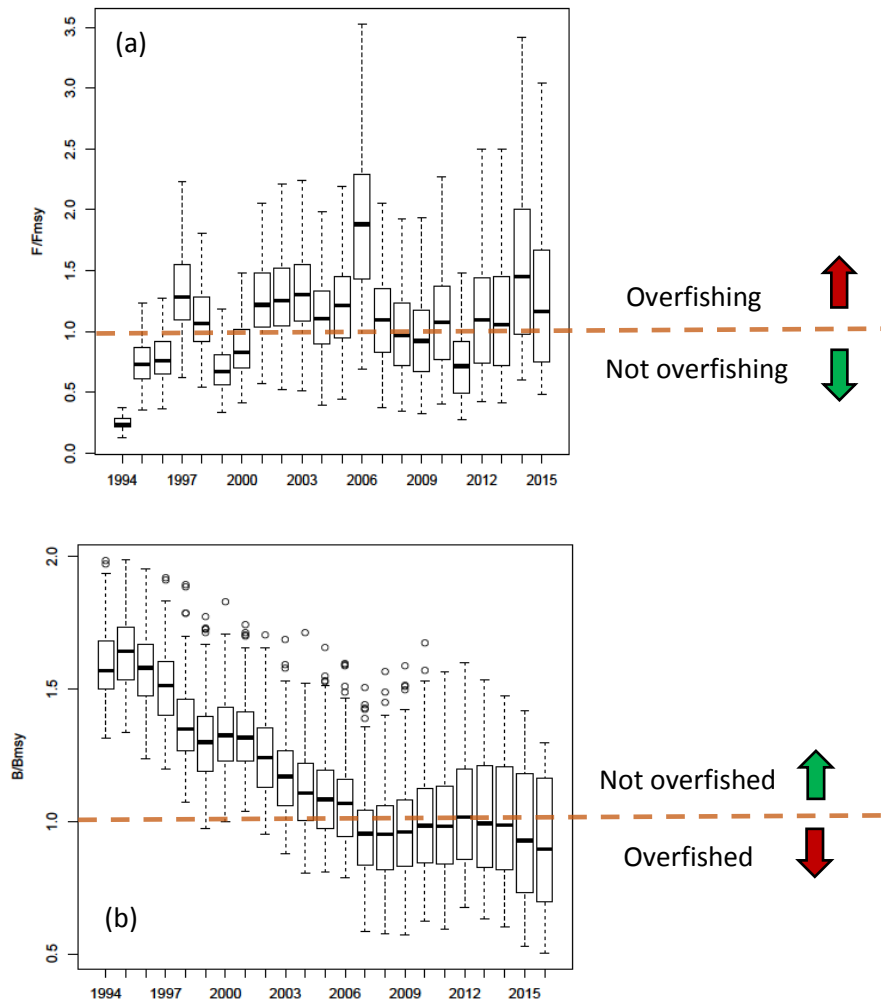 (a)
F/Fmsy
3.5
3.0
2.5
2.0
1.5
1.0
0.5
0.0
1994 1997 2000 2003 2006 2009 2012 2015
Overfishing
Not overfishing
(b)
B/Bmsy
2.0
1.5
1.0
0.5
1994 1997 2000 2003 2006 2009 2012 2015
Not overfished
Overfished